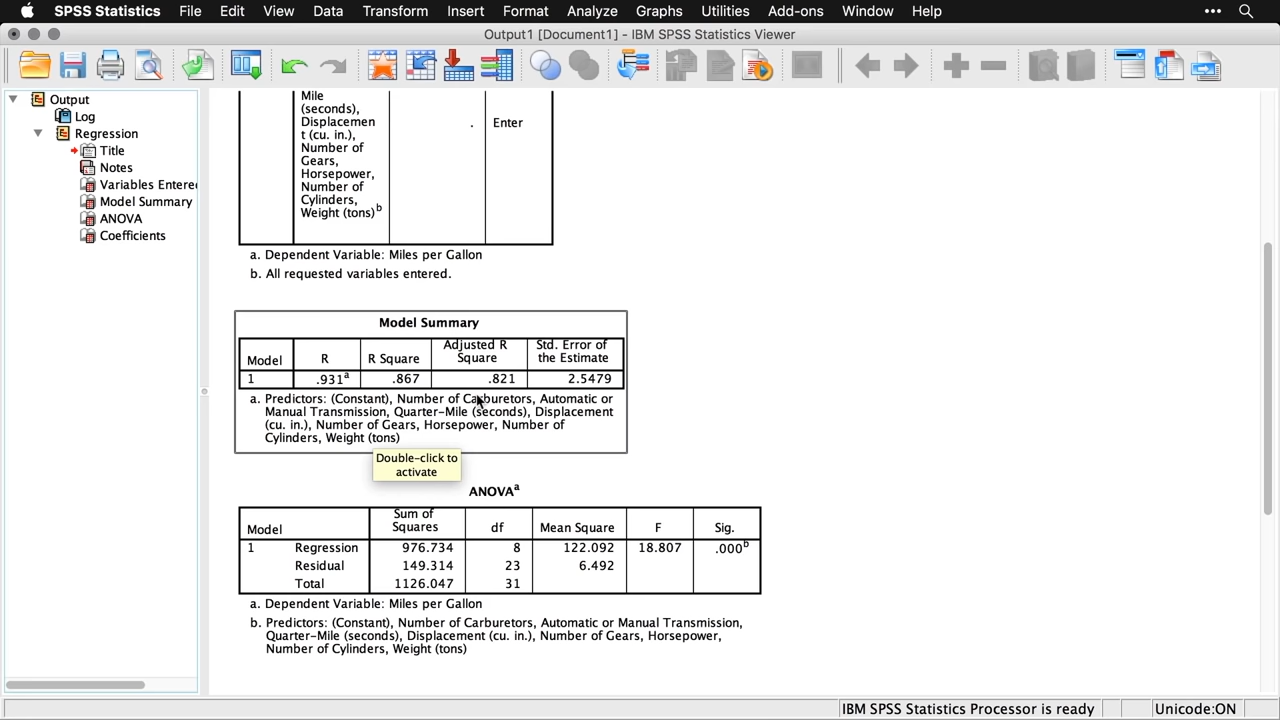 SPSS Statistics File Edit View Data Transform Insert Format Analyze Graphs Utilities Add-ons Window Help
Output1 [Document1] - IBM SPSS Statistics Viewer
Output
Log
Regression
Title
Notes
Variables Entere
Model Summary
ANOVA
Coefficients
Mile
(seconds),
Displacemen
t (cu. in.),
Number of
Gears,
Horsepower,
Number of
Cylinders,
Weight (tons)b
. Enter
a. Dependent Variable: Miles per Gallon
b. All requested variables entered.
Model Summary
Model R R Square Adjusted R Square Std. Error of the Estimate
1 .931a .867 .821 2.5479
a. Predictors: (Constant), Number of Carburetors, Automatic or
Manual Transmission, Quarter-Mile (seconds), Displacement
(cu. in.), Number of Gears, Horsepower, Number of
Cylinders, Weight (tons)
Double-click to
activate
ANOVAa
Model Sum of Squares df Mean Square F Sig.
1 Regression 976.734 8 122.092 18.807 .000b
Residual 149.314 23 6.492
Total 1126.047 31
a. Dependent Variable: Miles per Gallon
b. Predictors: (Constant), Number of Carburetors, Automatic or Manual Transmission,
Quarter-Mile (seconds), Displacement (cu. in.), Number of Gears, Horsepower,
Number of Cylinders, Weight (tons)
IBM SPSS Statistics Processor is ready Unicode:ON